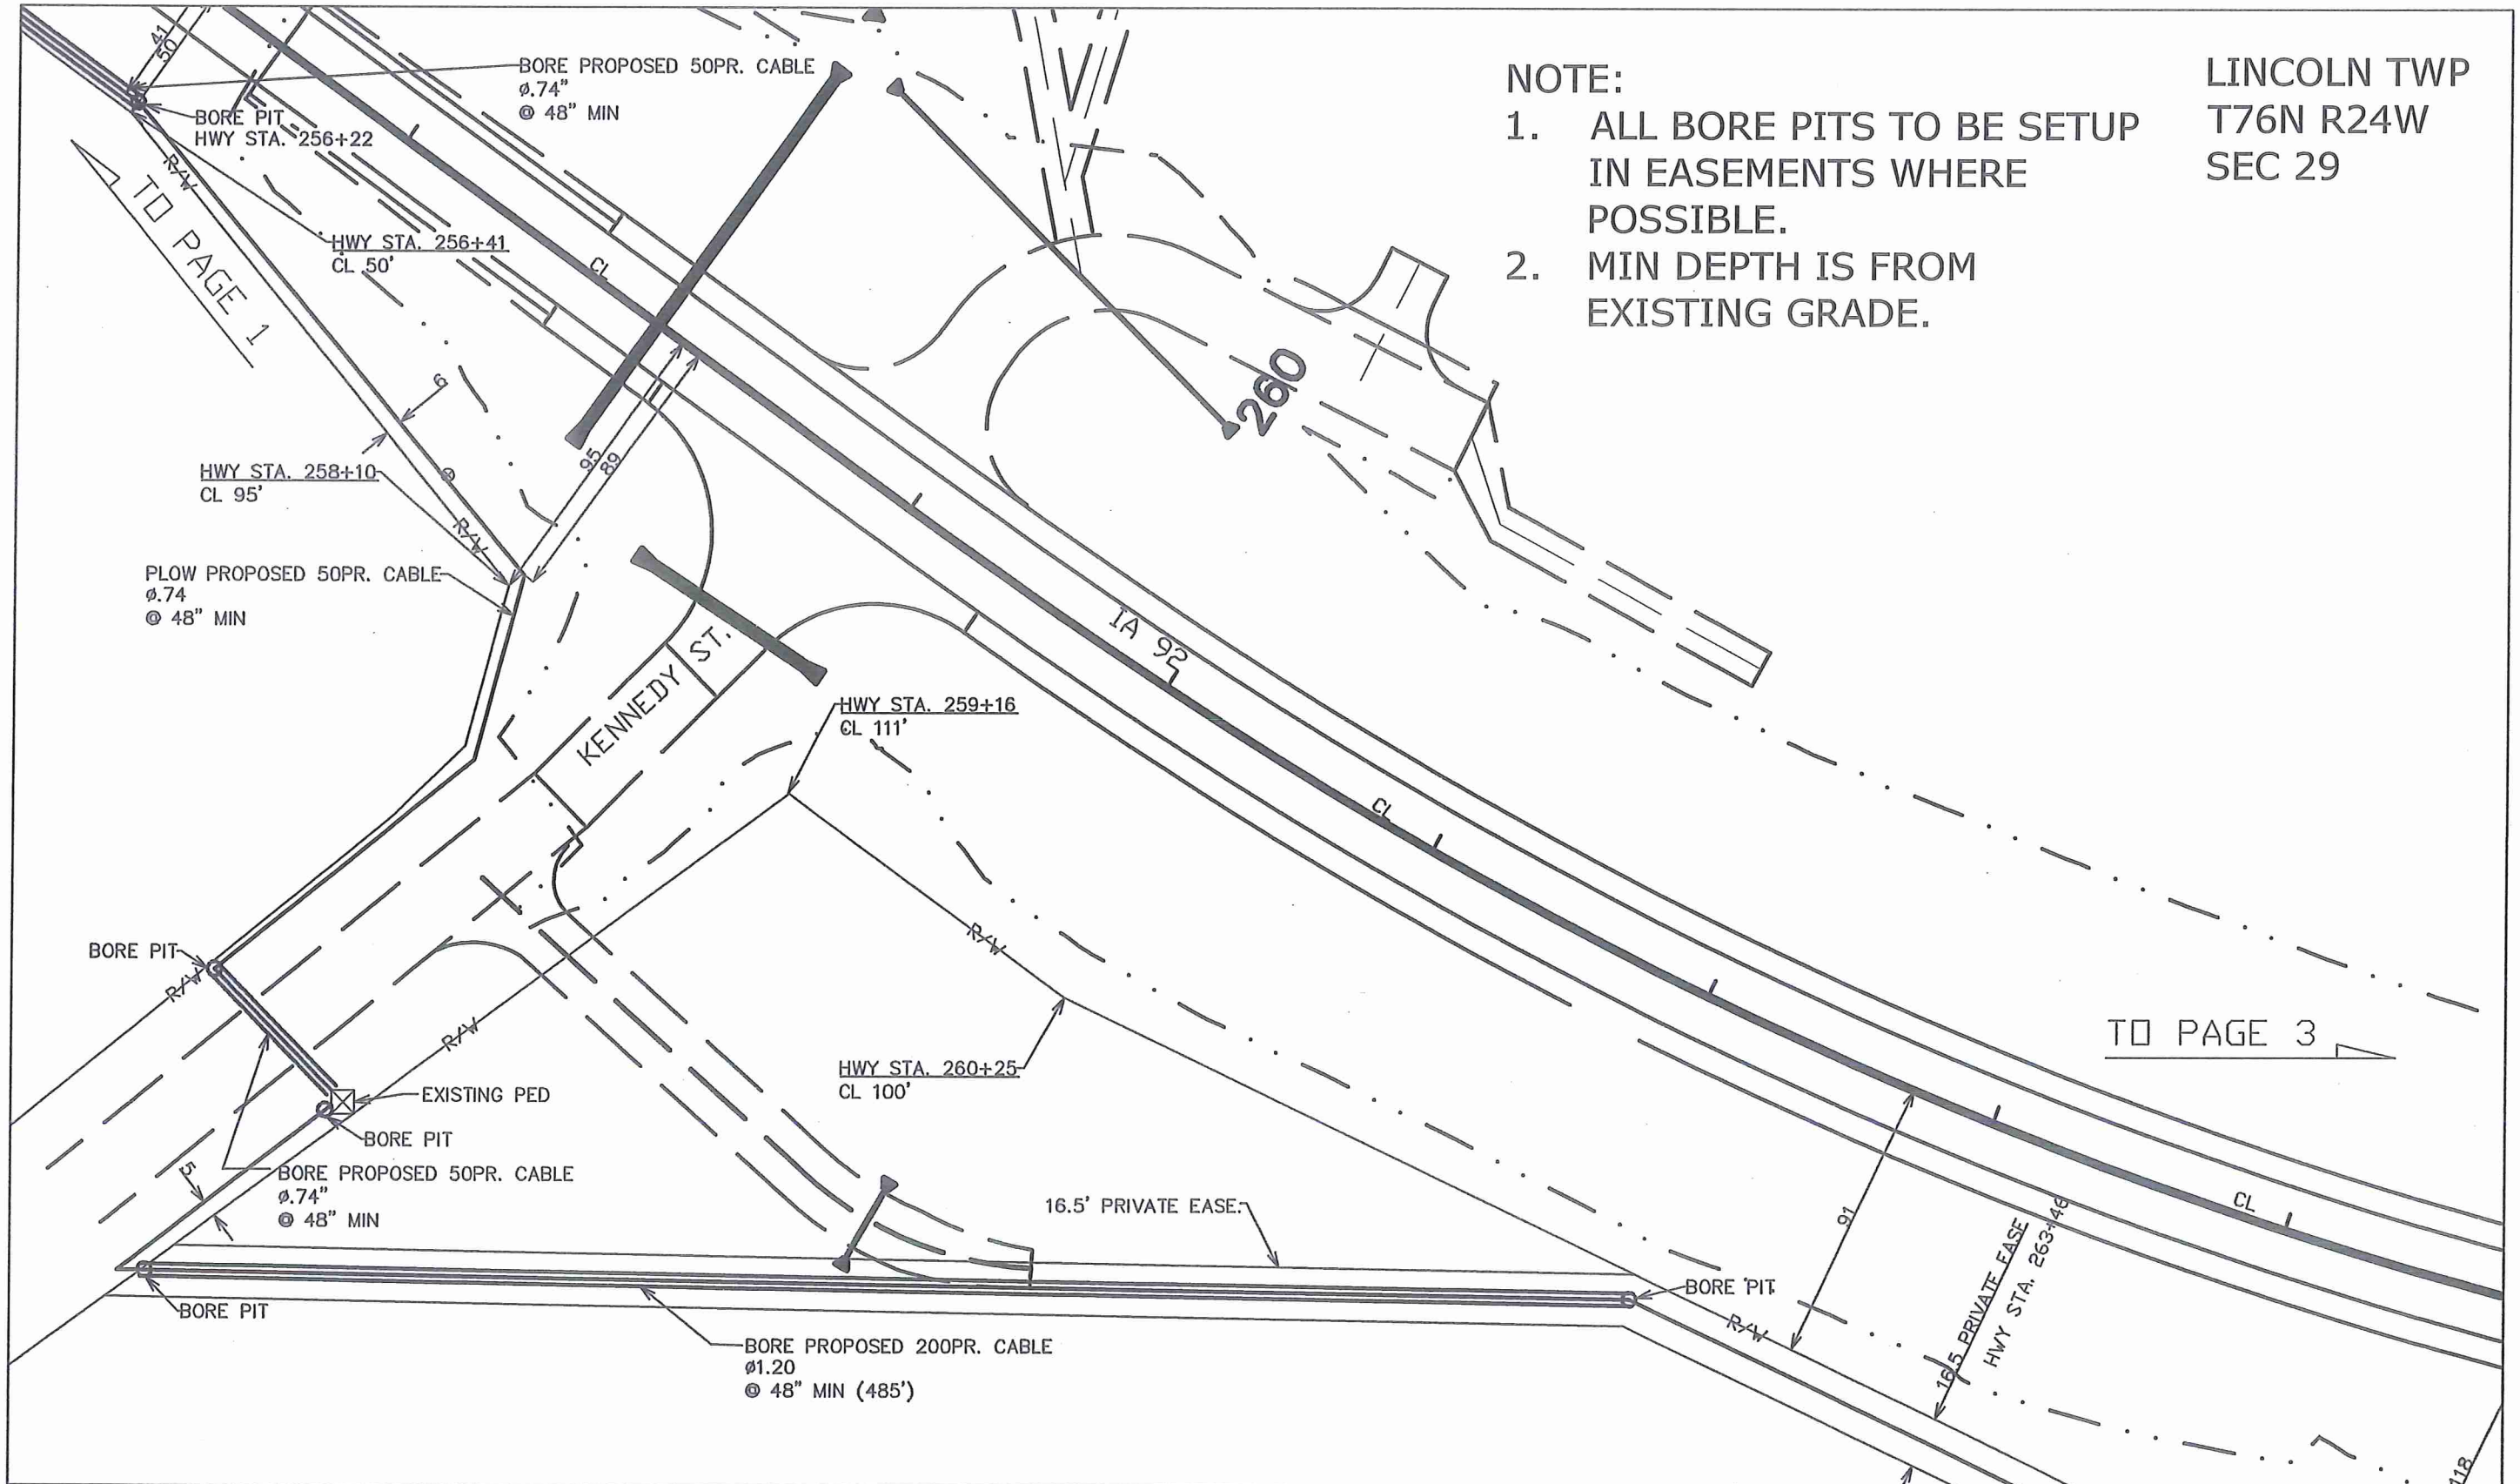 41
50
BORE PROPOSED 50PR. CABLE
ø.74"
@ 48" MIN
BORE PIT
HWY STA. 256+22
R/W
TO PAGE 1
HWY STA. 256+41
CL 50'
CL
NOTE:
1. ALL BORE PITS TO BE SETUP
IN EASEMENTS WHERE
POSSIBLE.
2. MIN DEPTH IS FROM
EXISTING GRADE.
LINCOLN TWP
T76N R24W
SEC 29
260
6
95
89
HWY STA. 258+10
CL 95'
R/W
PLOW PROPOSED 50PR. CABLE
ø.74
@ 48" MIN
KENNEDY ST.
IA 92
HWY STA. 259+16
CL 111'
CL
R/W
BORE PIT
R/W
R/W
HWY STA. 260+25
CL 100'
TO PAGE 3
EXISTING PED
BORE PIT
5
BORE PROPOSED 50PR. CABLE
ø.74"
@ 48" MIN
16.5' PRIVATE EASE.
91
16.5 PRIVATE EASE
HWY STA. 263+46
CL
BORE PIT
BORE PIT
R/W
BORE PROPOSED 200PR. CABLE
ø1.20
@ 48" MIN (485')
118